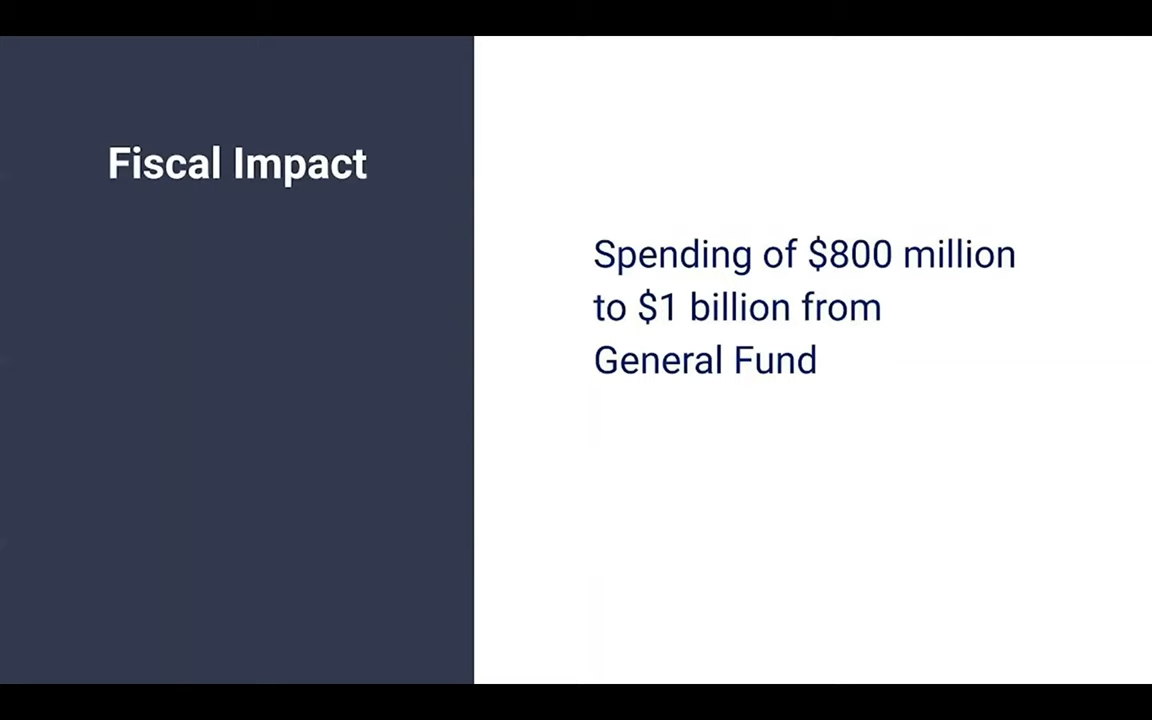 Fiscal Impact
Spending of $800 million
to $1 billion from
General Fund